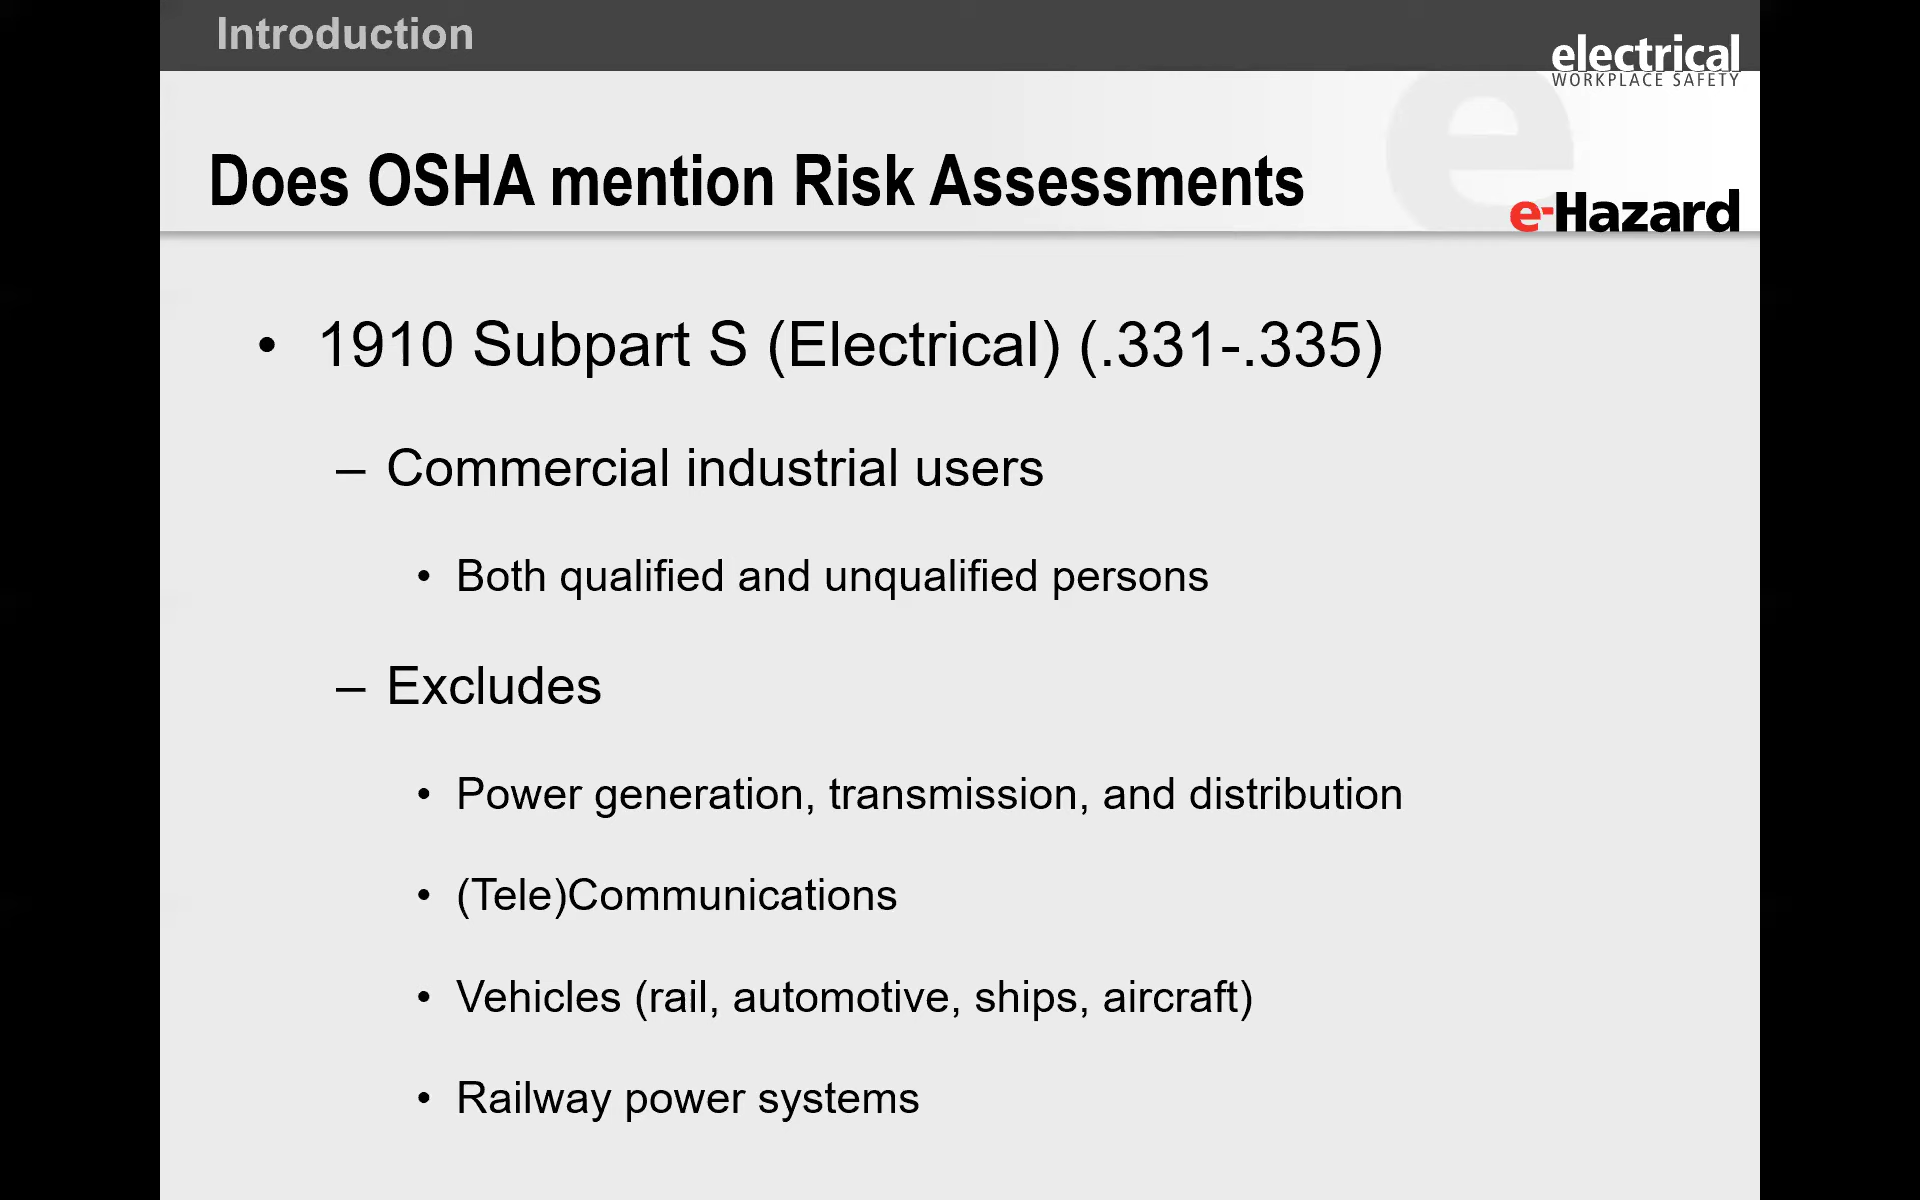 Introduction
electrical
WORKPLACE SAFETY
Does OSHA mention Risk Assessments
e-Hazard
• 1910 Subpart S (Electrical) (.331-.335)
– Commercial industrial users
• Both qualified and unqualified persons
– Excludes
• Power generation, transmission, and distribution
• (Tele)Communications
• Vehicles (rail, automotive, ships, aircraft)
• Railway power systems